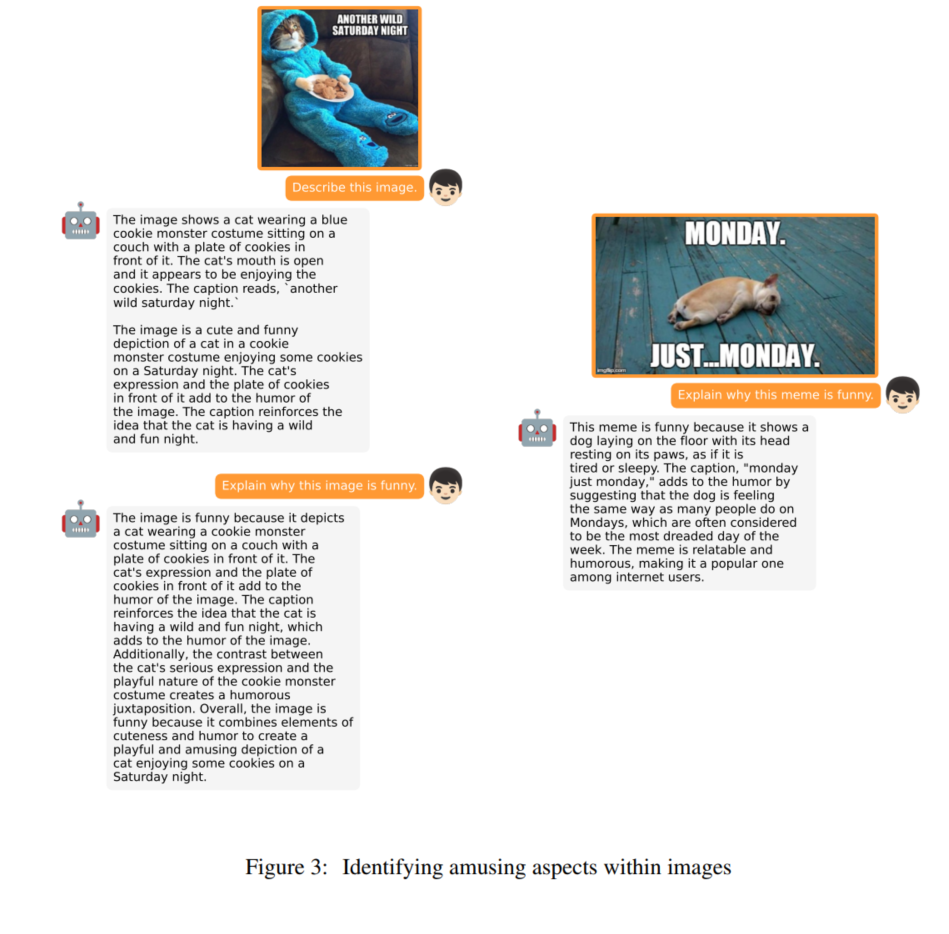 ANOTHER WILD
SATURDAY NIGHT
Describe this image.
The image shows a cat wearing a blue
cookie monster costume sitting on a
couch with a plate of cookies in
front of it. The cat's mouth is open
and it appears to be enjoying the
cookies. The caption reads, `another
wild saturday night.`
The image is a cute and funny
depiction of a cat in a cookie
monster costume enjoying some cookies
on a Saturday night. The cat's
expression and the plate of cookies
in front of it add to the humor of
the image. The caption reinforces the
idea that the cat is having a wild
and fun night.
Explain why this image is funny.
The image is funny because it depicts
a cat wearing a cookie monster
costume sitting on a couch with a
plate of cookies in front of it. The
cat's expression and the plate of
cookies in front of it add to the
humor of the image. The caption
reinforces the idea that the cat is
having a wild and fun night, which
adds to the humor of the image.
Additionally, the contrast between
the cat's serious expression and the
playful nature of the cookie monster
costume creates a humorous
juxtaposition. Overall, the image is
funny because it combines elements of
cuteness and humor to create a
playful and amusing depiction of a
cat enjoying some cookies on a
Saturday night.
MONDAY.
JUST...MONDAY.
imgflip.com
Explain why this meme is funny.
This meme is funny because it shows a
dog laying on the floor with its head
resting on its paws, as if it is
tired or sleepy. The caption, "monday
just monday," adds to the humor by
suggesting that the dog is feeling
the same way as many people do on
Mondays, which are often considered
to be the most dreaded day of the
week. The meme is relatable and
humorous, making it a popular one
among internet users.
Figure 3: Identifying amusing aspects within images